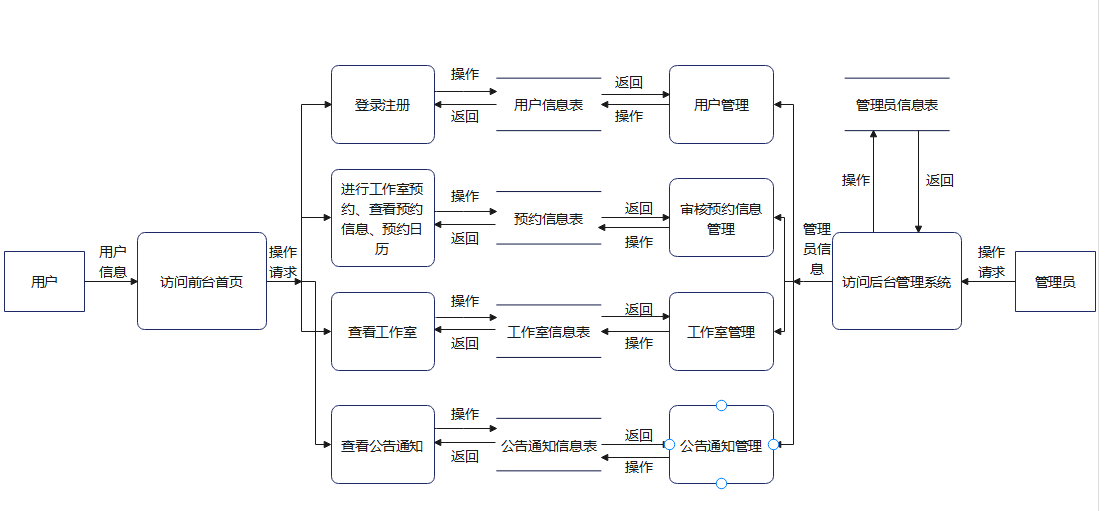 操作
登录注册
返回
用户信息表
返回
操作
用户管理
管理员信息表
操作
返回
进行工作室预
约、查看预约
信息、预约日
历
操作
返回
预约信息表
返回
操作
审核预约信息
管理
用户
用户
信息
访问前台首页
操作
请求
管理
员信
息
访问后台管理系统
操作
请求
管理员
查看工作室
操作
返回
工作室信息表
返回
操作
工作室管理
查看公告通知
操作
返回
公告通知信息表
返回
操作
公告通知管理